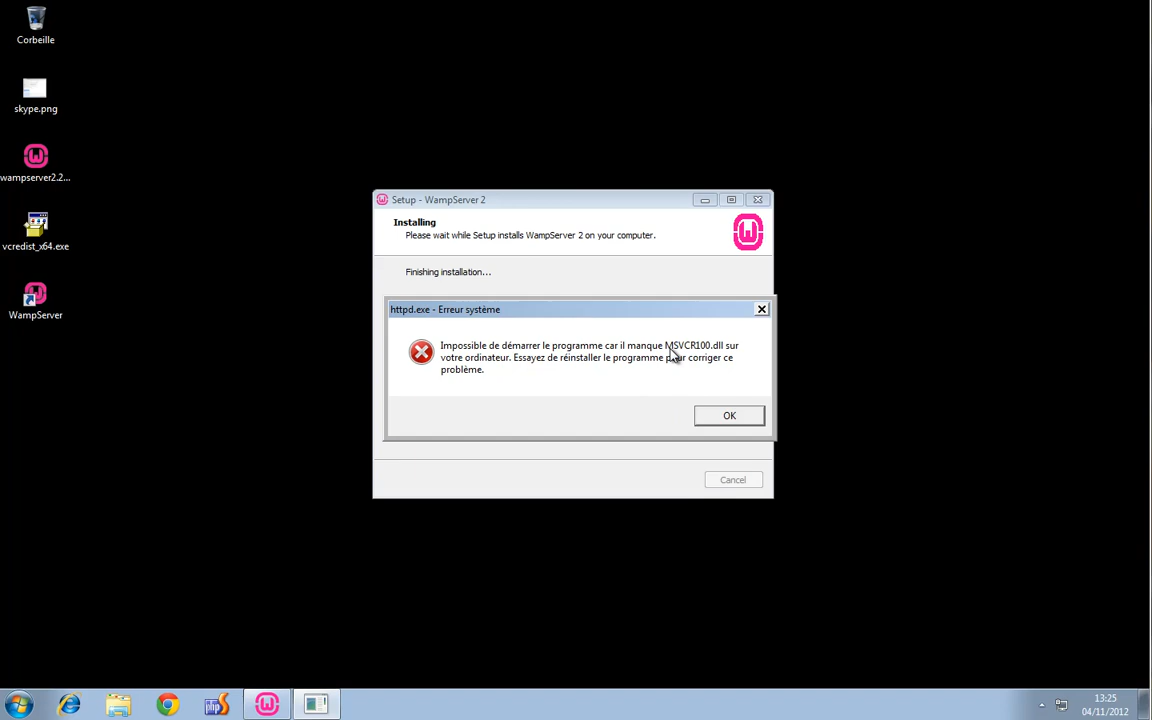 Corbeille
skype.png
wampserver2.2...
vcredist_x64.exe
WampServer
Setup - WampServer 2
Installing
Please wait while Setup installs WampServer 2 on your computer.
Finishing installation...
httpd.exe - Erreur système
Impossible de démarrer le programme car il manque MSVCR100.dll sur
votre ordinateur. Essayez de réinstaller le programme pour corriger ce
problème.
OK
Cancel
php
13:25
04/11/2012